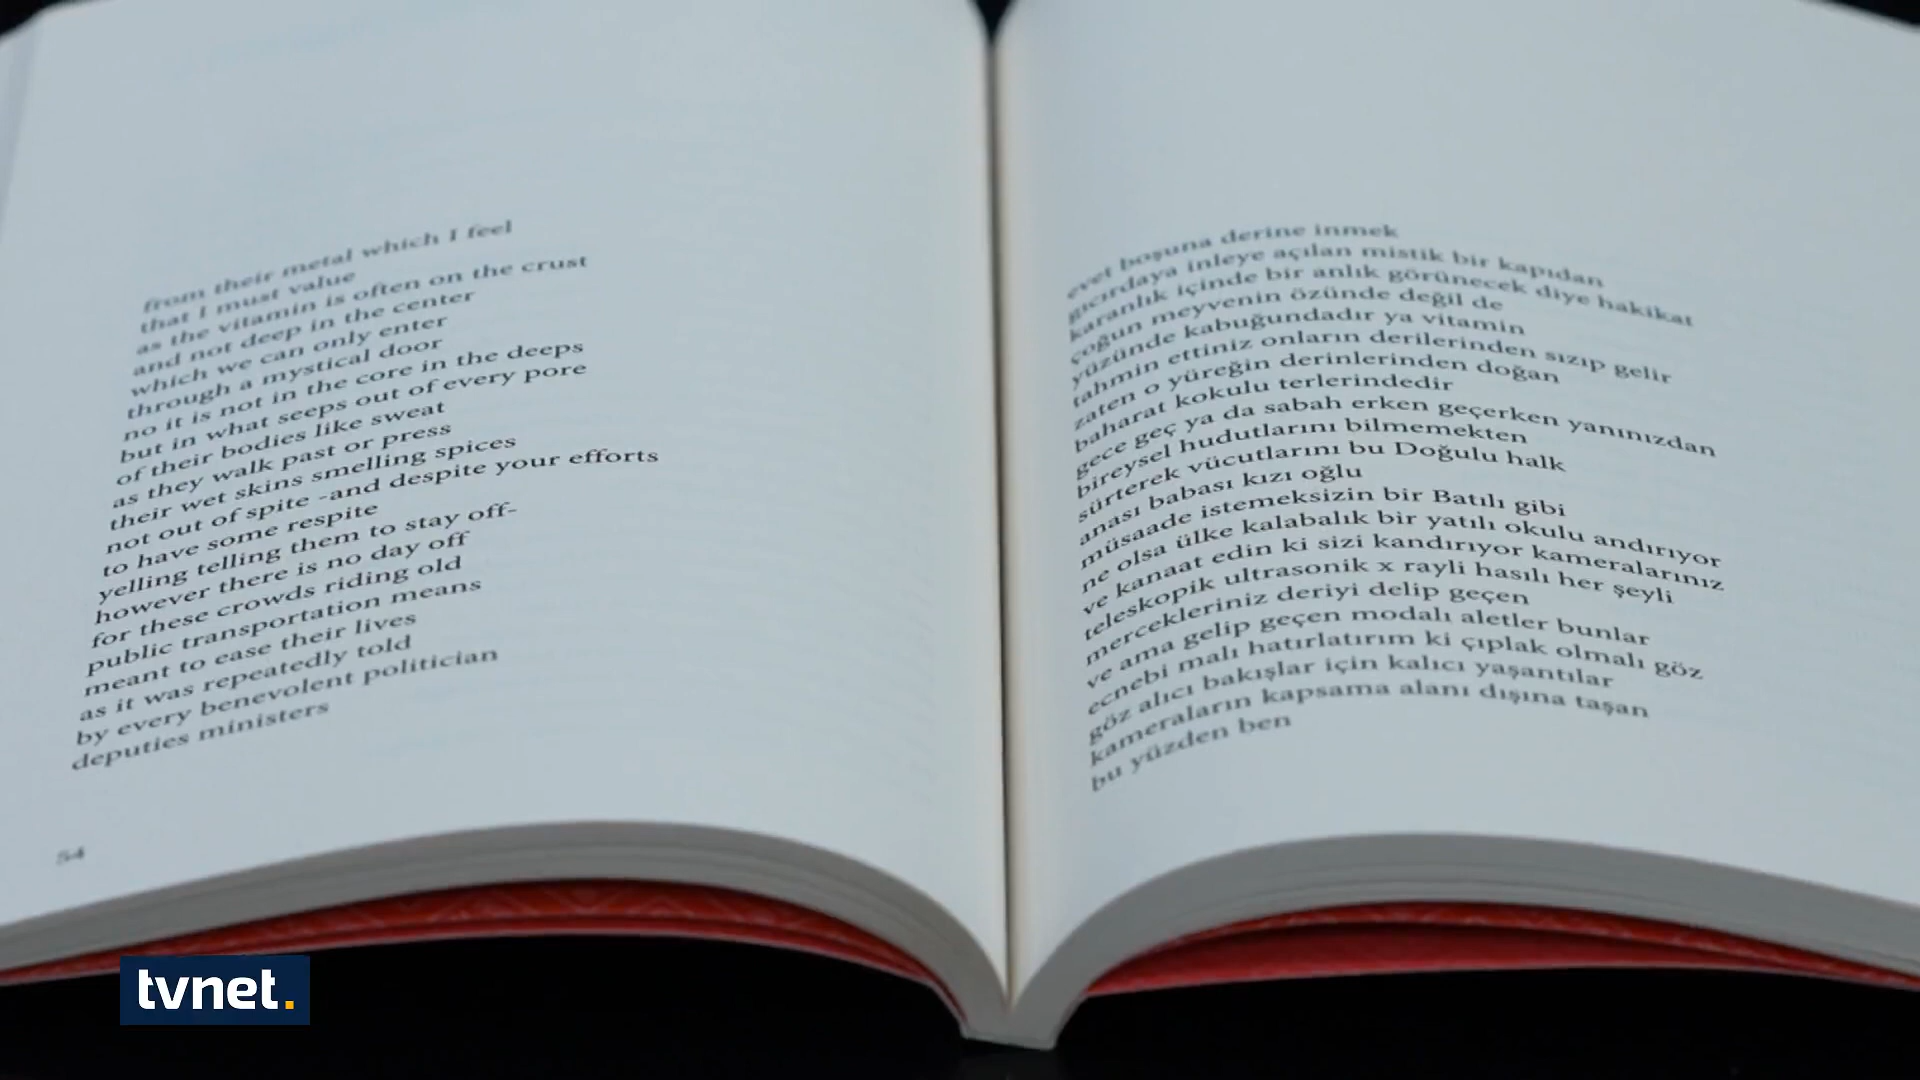 from their metal which I feel
that I must value
as the vitamin is often on the crust
and not deep in the center
which we can only enter
through a mystical door
no it is not in the core in the deeps
but in what seeps out of every pore
of their bodies like sweat
as they walk past or press
their wet skins smelling spices
not out of spite -and despite your efforts
to have some respite
yelling telling them to stay off-
however there is no day off
for these crowds riding old
public transportation means
meant to ease their lives
as it was repeatedly told
by every benevolent politician
deputies ministers
54
evet boşuna derine inmek
gıcırdaya inleye açılan mistik bir kapıdan
karanlık içinde bir anlık görünecek diye hakikat
çoğun meyvenin özünde değil de
yüzünde kabuğundadır ya vitamin
tahmin ettiniz onların derilerinden sızıp gelir
zaten o yüreğin derinlerinden doğan
baharat kokulu terlerindedir
gece geç ya da sabah erken geçerken yanınızdan
bireysel hudutlarını bilmemekten
sürterek vücutlarını bu Doğulu halk
anası babası kızı oğlu
müsaade istemeksizin bir Batılı gibi
ne olsa ülke kalabalık bir yatılı okulu andırıyor
ve kanaat edin ki sizi kandırıyor kameralarınız
teleskopik ultrasonik x rayli hasılı her şeyli
mercekleriniz deriyi delip geçen
ve ama gelip geçen modalı aletler bunlar
ecnebi malı hatırlatırım ki çıplak olmalı göz
göz alıcı bakışlar için kalıcı yaşantılar
kameraların kapsama alanı dışına taşan
bu yüzden ben
tvnet.